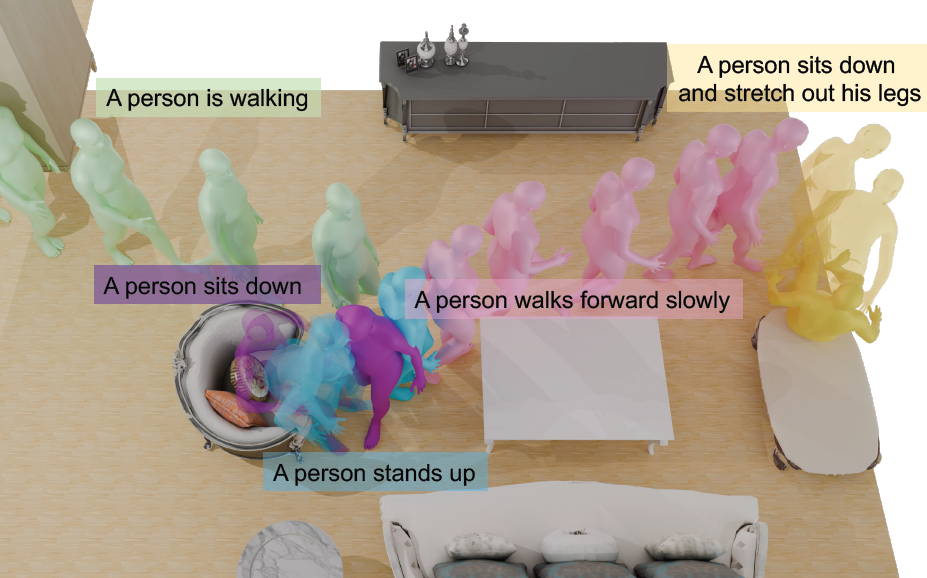 A person sits down
and stretch out his legs
A person is walking
A person sits down
A person walks forward slowly
A person stands up